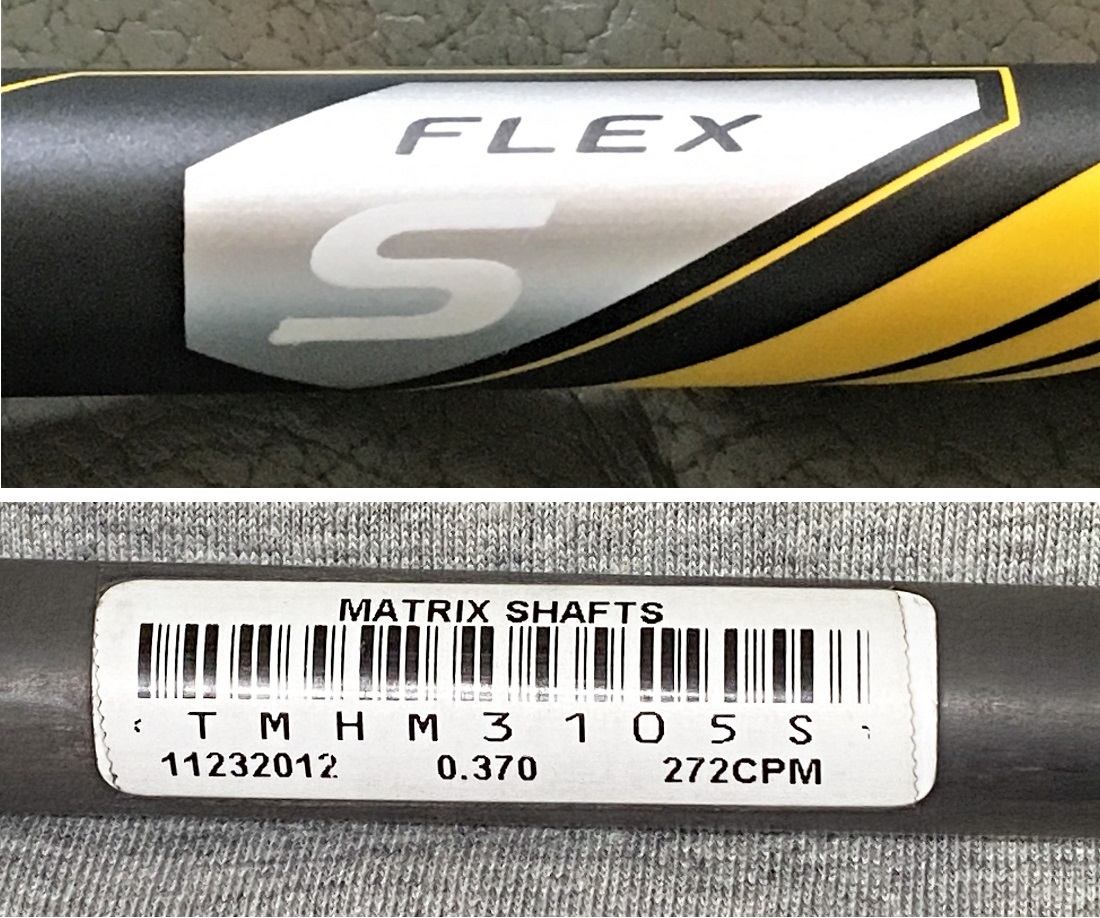 FLEX
S
MATRIX SHAFTS
T M H M 3 1 0 5 S
11232012 0.370 272CPM